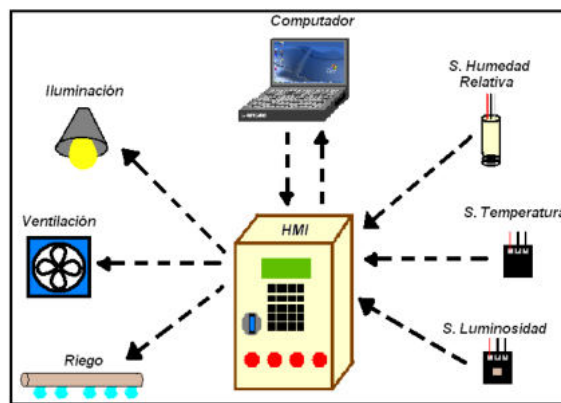 Computador
S. Humedad
Relativa
Iluminación
S. Temperatura
Ventilación
HMI
S. Luminosidad
Riego